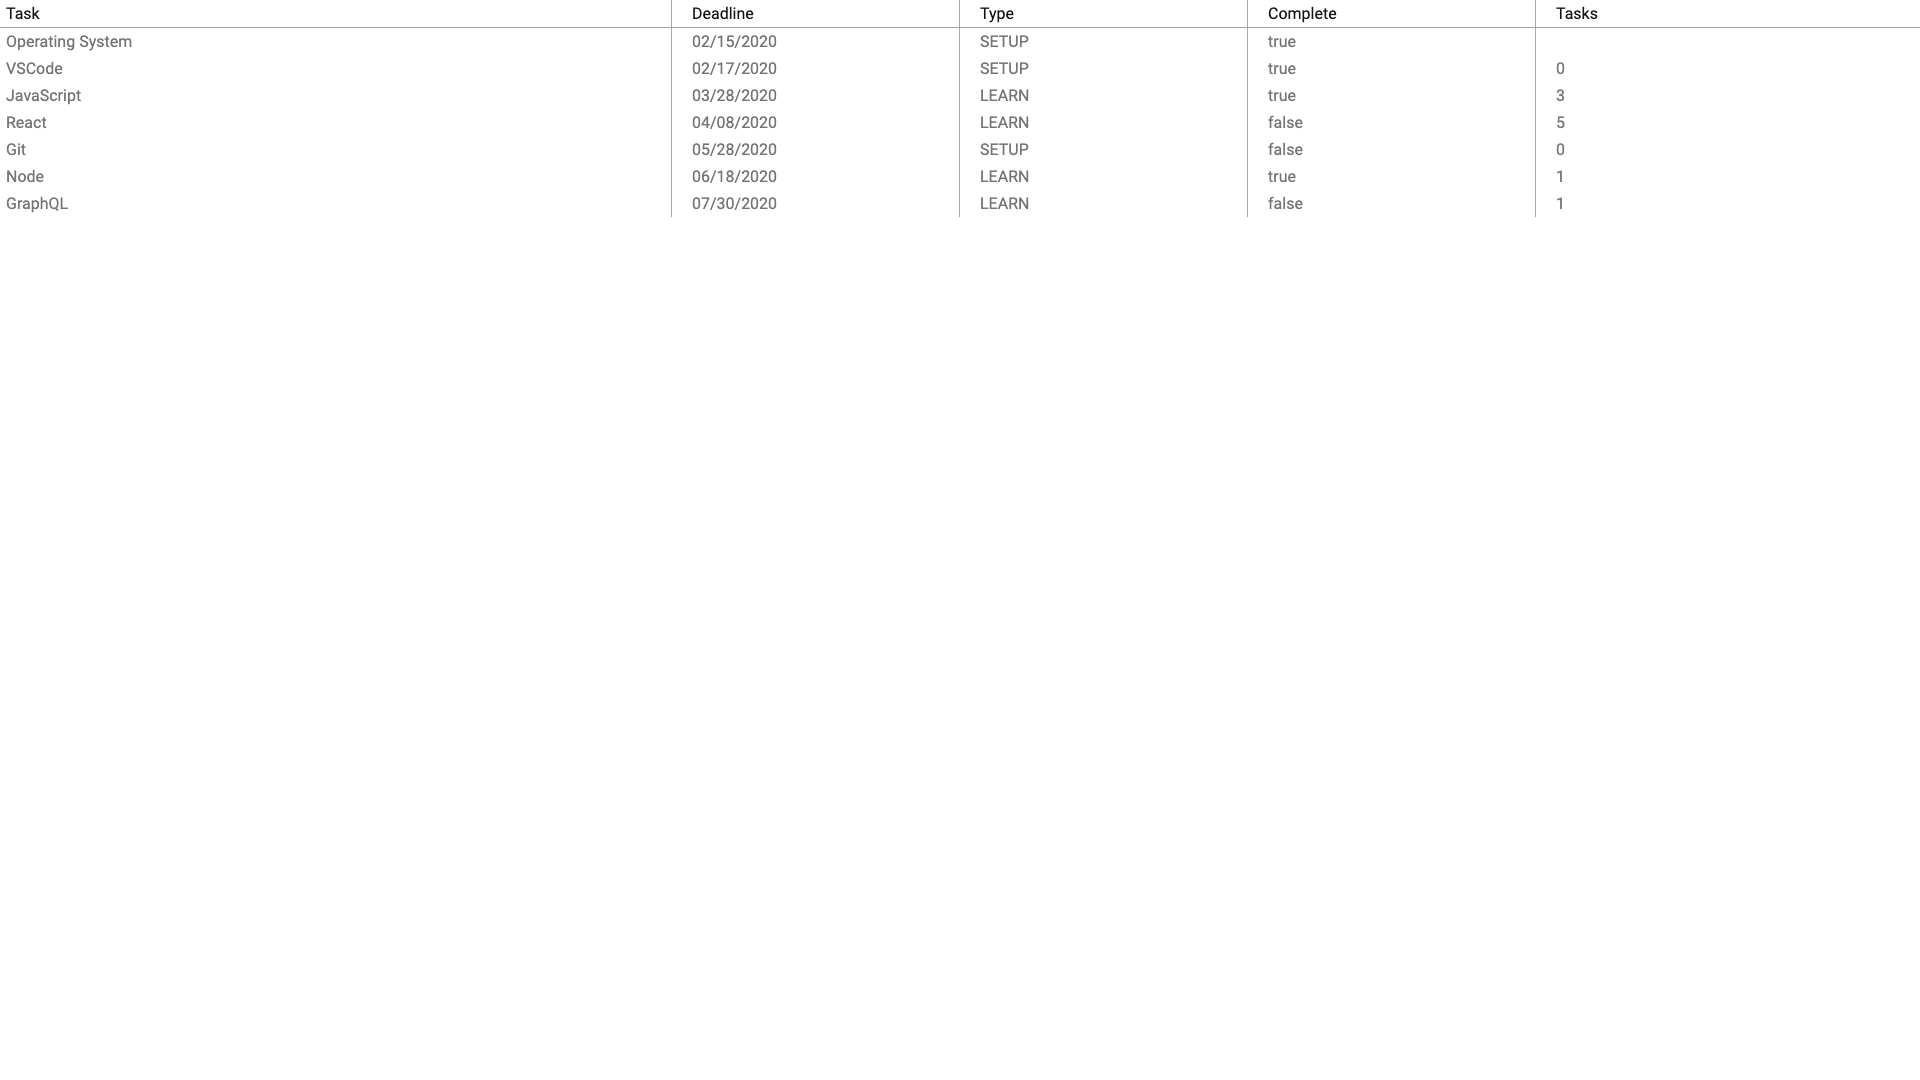 Task Deadline Type Complete Tasks
Operating System 02/15/2020 SETUP true
VSCode 02/17/2020 SETUP true 0
JavaScript 03/28/2020 LEARN true 3
React 04/08/2020 LEARN false 5
Git 05/28/2020 SETUP false 0
Node 06/18/2020 LEARN true 1
GraphQL 07/30/2020 LEARN false 1